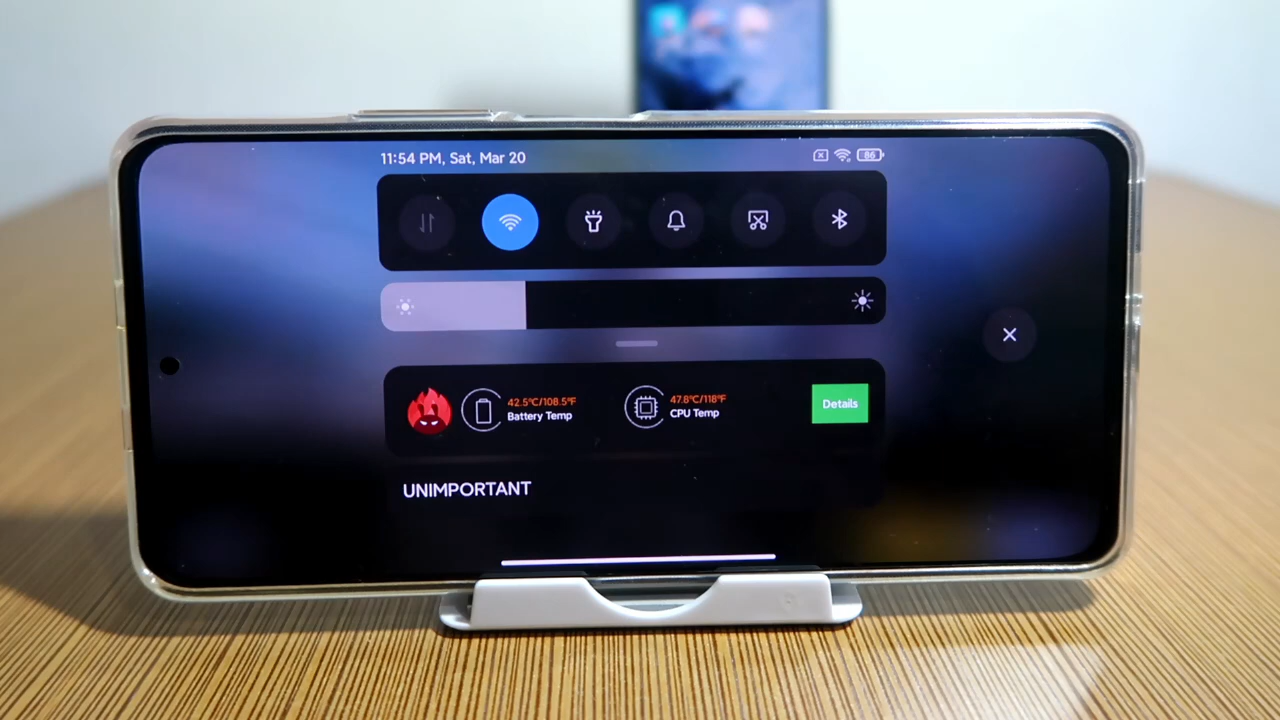 11:54 PM, Sat, Mar 20
86
42.5°C/108.5°F
Battery Temp
47.8°C/118°F
CPU Temp
Details
UNIMPORTANT